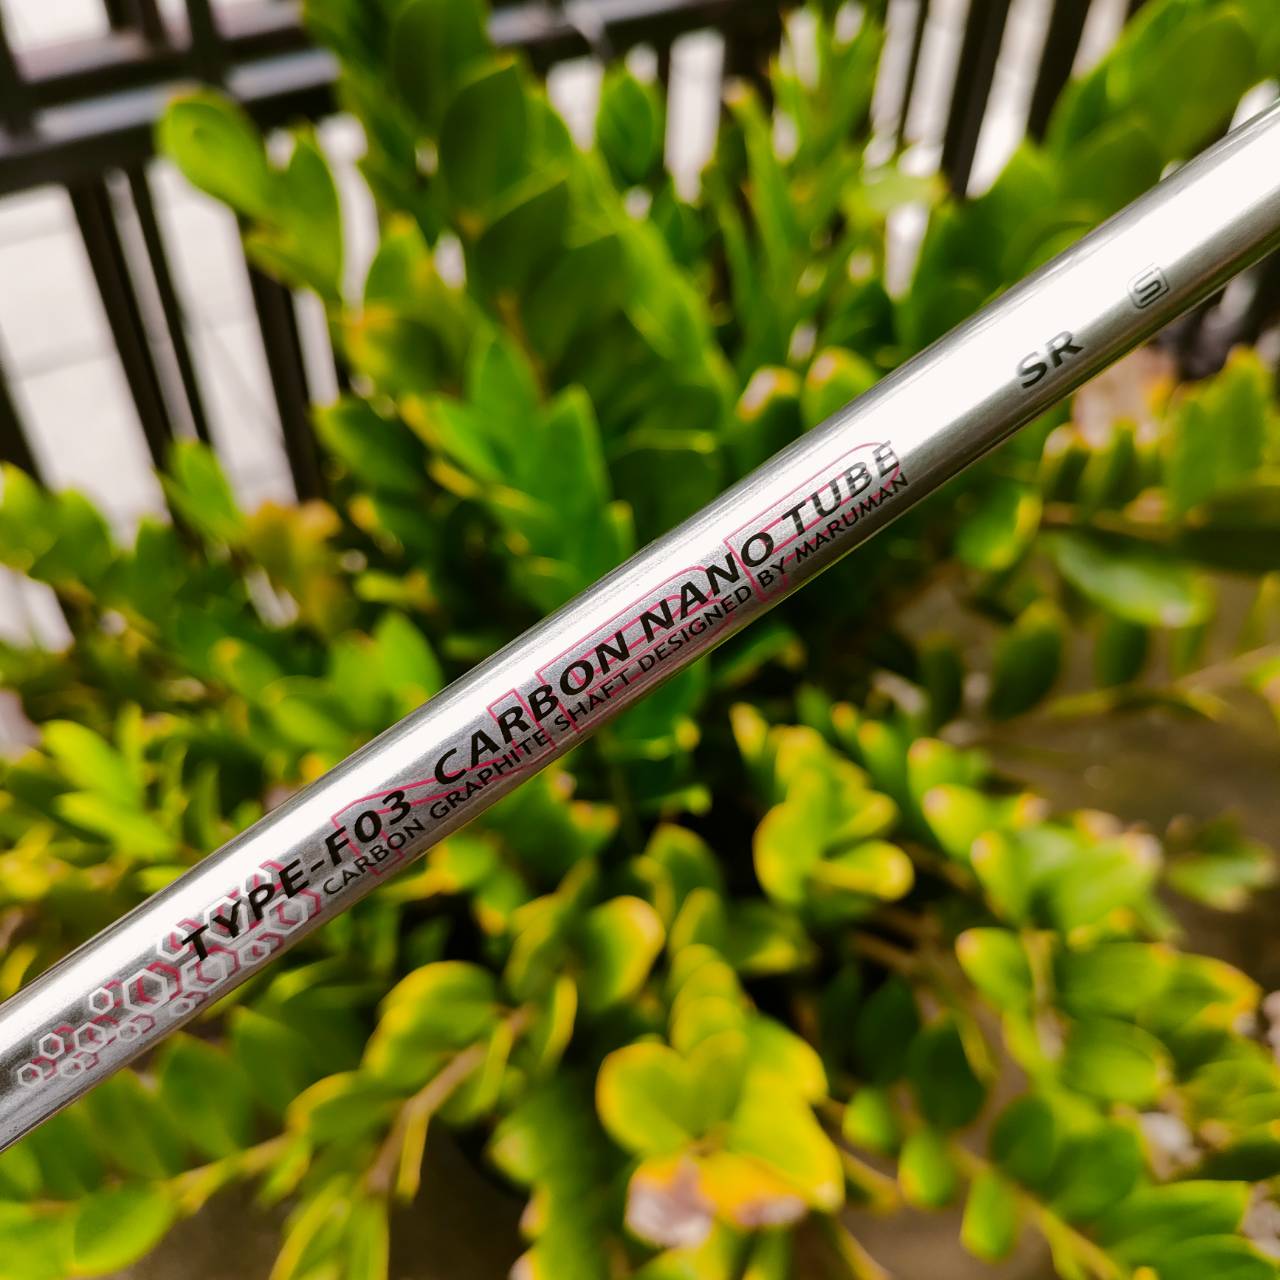 TYPE-F03 CARBON NANO TUBE
CARBON GRAPHITE SHAFT DESIGNED BY MARUMAN
SR
S